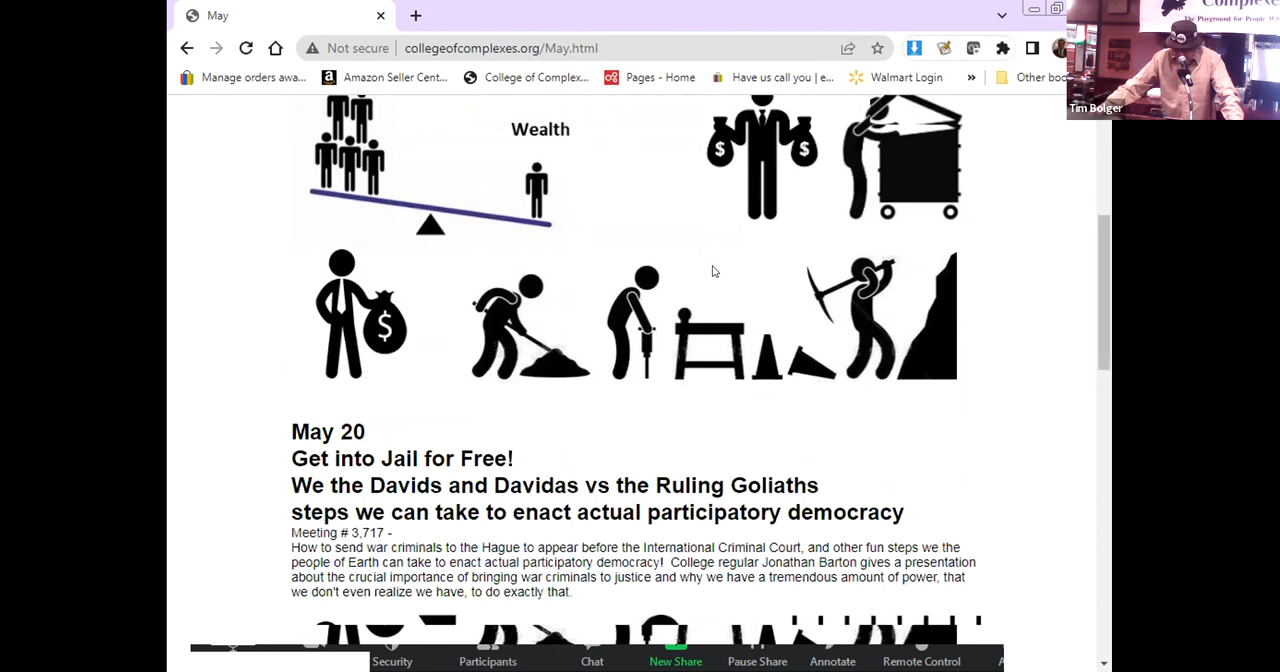 May
Complexes
The Playground for People
Not secure
collegeofcomplexes.org/May.html
Tim Bolger
Manage orders awa...
Amazon Seller Cent...
College of Complex...
Pages - Home
Have us call you | e...
Walmart Login
»
Other boo
Wealth
$ $
$
May 20
Get into Jail for Free!
We the Davids and Davidas vs the Ruling Goliaths
steps we can take to enact actual participatory democracy
Meeting # 3,717 -
How to send war criminals to the Hague to appear before the International Criminal Court, and other fun steps we the
people of Earth can take to enact actual participatory democracy!  College regular Jonathan Barton gives a presentation
about the crucial importance of bringing war criminals to justice and why we have a tremendous amount of power, that
we don't even realize we have, to do exactly that.
Security
Participants
Chat
New Share
Pause Share
Annotate
Remote Control